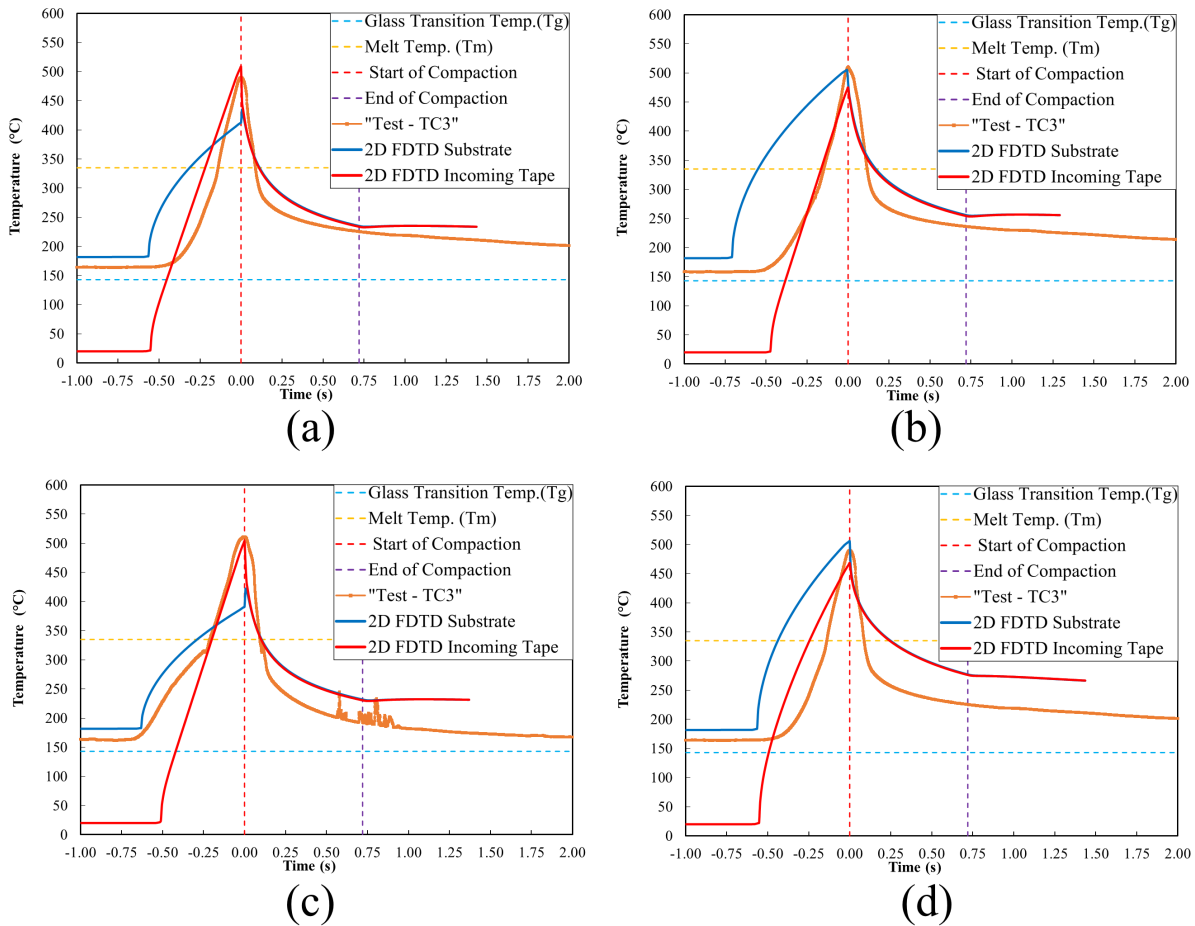 600
550
500
450
400
350
300
250
200
150
100
50
0
Temperature (°C)
Glass Transition Temp.(Tg)
Melt Temp. (Tm)
Start of Compaction
End of Compaction
"Test - TC3"
2D FDTD Substrate
2D FDTD Incoming Tape
-1.00 -0.75 -0.50 -0.25 0.00 0.25 0.50 0.75 1.00 1.25 1.50 1.75 2.00
Time (s)
(a)
600
550
500
450
400
350
300
250
200
150
100
50
0
Temperature (°C)
Glass Transition Temp.(Tg)
Melt Temp. (Tm)
Start of Compaction
End of Compaction
"Test - TC3"
2D FDTD Substrate
2D FDTD Incoming Tape
-1.00 -0.75 -0.50 -0.25 0.00 0.25 0.50 0.75 1.00 1.25 1.50 1.75 2.00
Time (s)
(b)
600
550
500
450
400
350
300
250
200
150
100
50
0
Temperature (°C)
Glass Transition Temp.(Tg)
Melt Temp. (Tm)
Start of Compaction
End of Compaction
"Test - TC3"
2D FDTD Substrate
2D FDTD Incoming Tape
-1.00 -0.75 -0.50 -0.25 0.00 0.25 0.50 0.75 1.00 1.25 1.50 1.75 2.00
Time (s)
(c)
600
550
500
450
400
350
300
250
200
150
100
50
0
Temperature (°C)
Glass Transition Temp.(Tg)
Melt Temp. (Tm)
Start of Compaction
End of Compaction
"Test - TC3"
2D FDTD Substrate
2D FDTD Incoming Tape
-1.00 -0.75 -0.50 -0.25 0.00 0.25 0.50 0.75 1.00 1.25 1.50 1.75 2.00
Time (s)
(d)